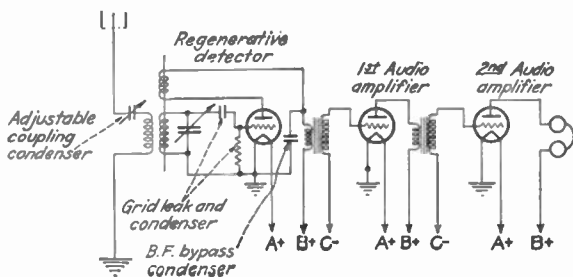 Regenerative
detector
1st Audio
amplifier
2nd Audio
amplifier
Adjustable
coupling
condenser
Grid leak and
condenser
B.F. bypass
condenser
A+ B+ C- A+ B+ C- A+ B+